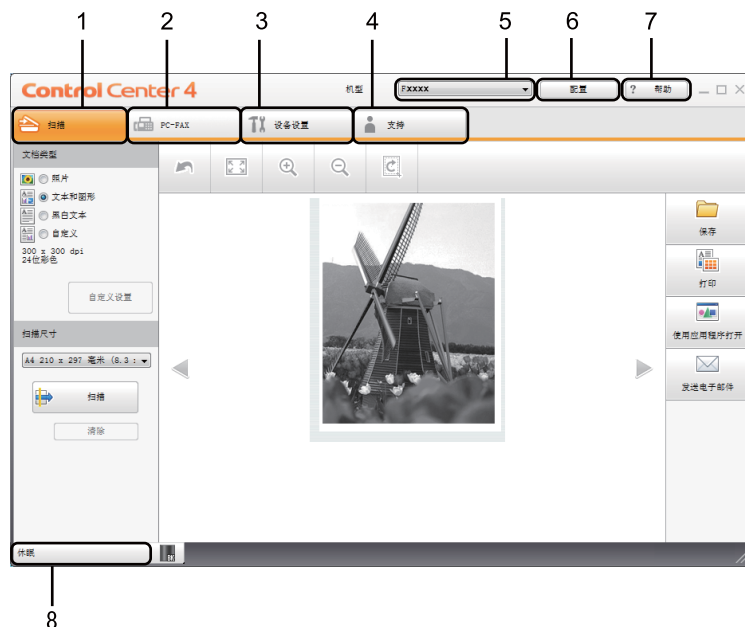 1 2 3 4 5 6 7
Control Center 4
机型 FXXXX 配置 ? 帮助
扫描 PC-FAX 设备设置 支持
文档类型
照片
文本和图形
黑白文本
自定义
300 x 300 dpi
24位彩色
自定义设置
扫描尺寸
A4 210 x 297 毫米 (8.3 :
扫描
清除
保存
打印
使用应用程序打开
发送电子邮件
休眠 BK
8